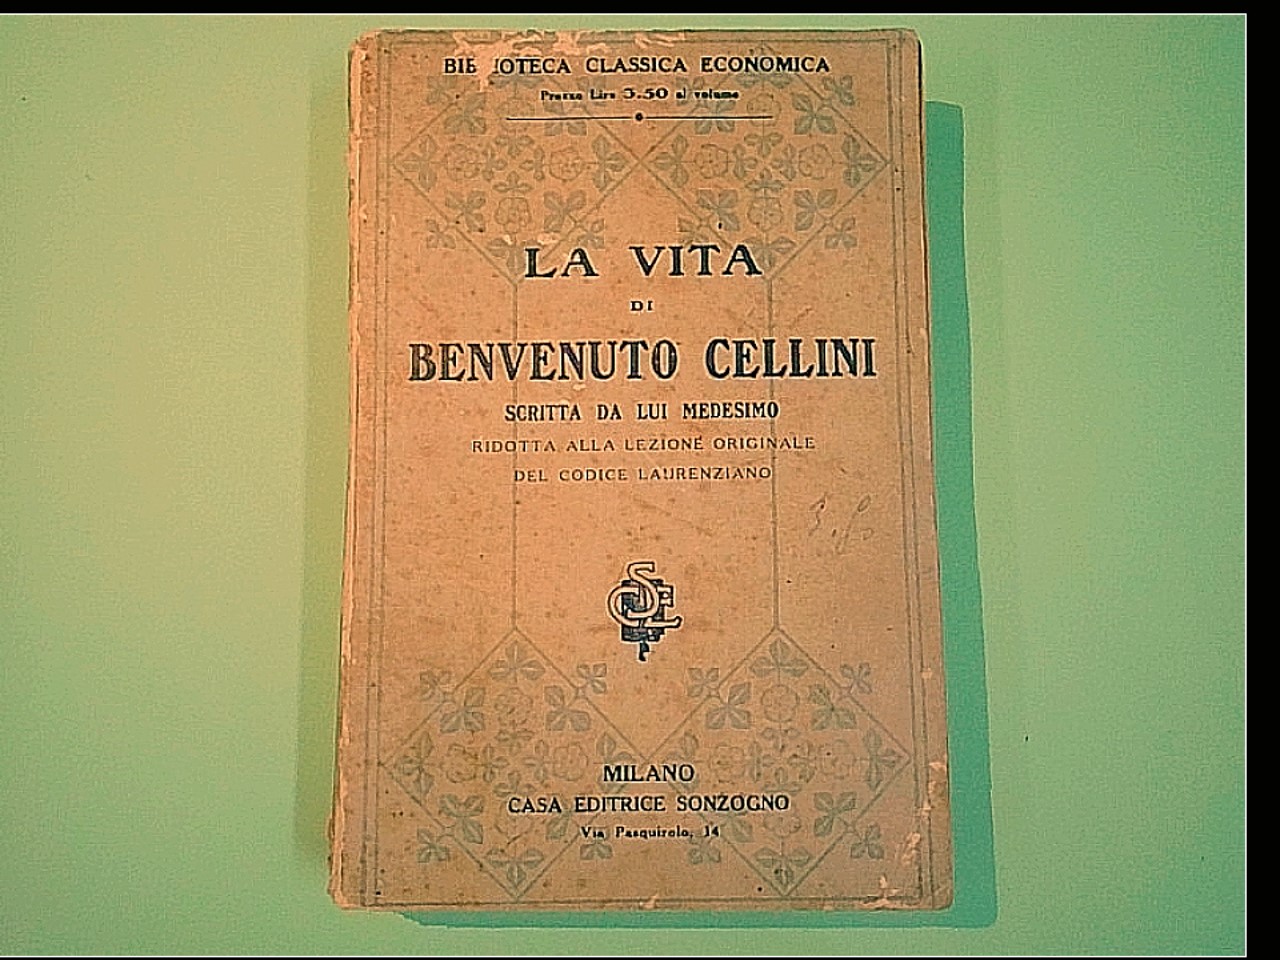 BIBLIOTECA CLASSICA ECONOMICA
Prezzo Lire 3.50 al volume
LA VITA
DI
BENVENUTO CELLINI
SCRITTA DA LUI MEDESIMO
RIDOTTA ALLA LEZIONE ORIGINALE
DEL CODICE LAURENZIANO
MILANO
CASA EDITRICE SONZOGNO
Via Pasquirolo, 14